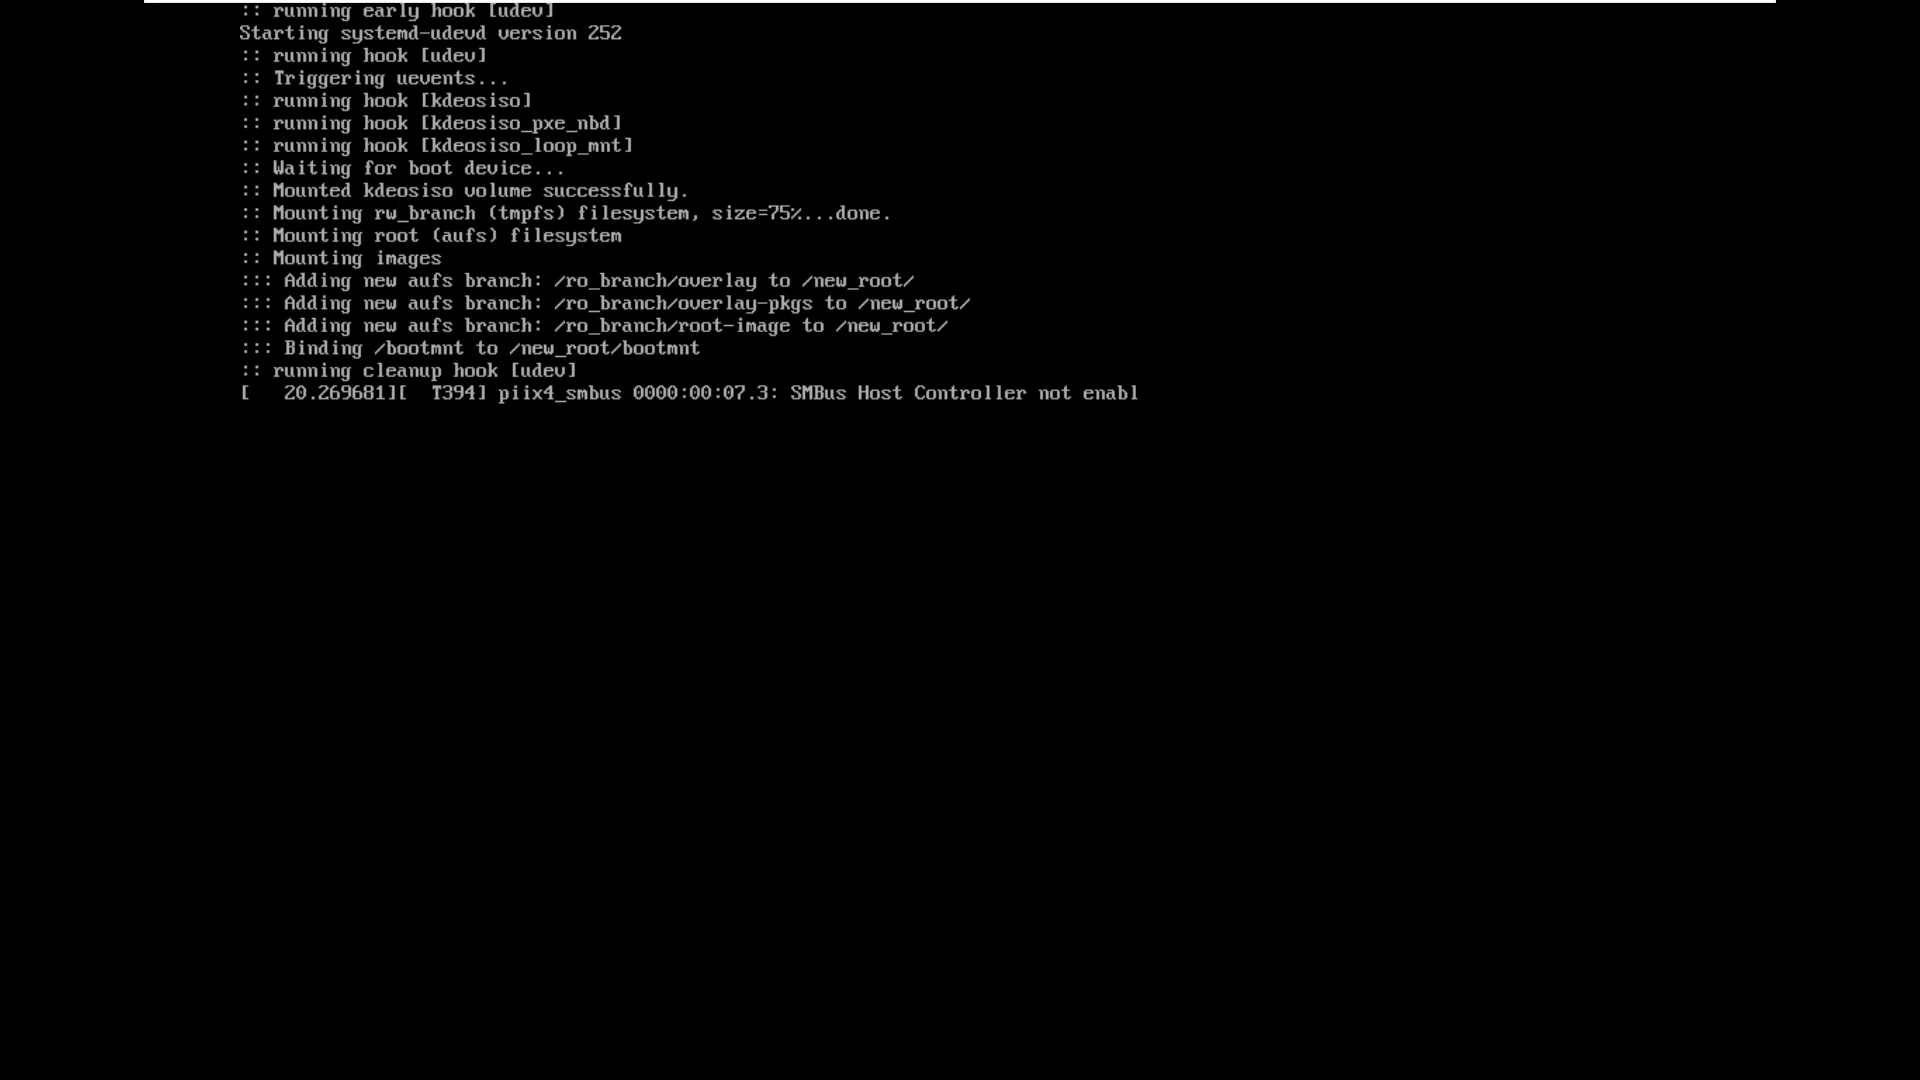 :: running early hook [udev]
Starting systemd-udevd version 252
:: running hook [udev]
:: Triggering uevents...
:: running hook [kdeosiso]
:: running hook [kdeosiso_pxe_nbd]
:: running hook [kdeosiso_loop_mnt]
:: Waiting for boot device...
:: Mounted kdeosiso volume successfully.
:: Mounting rw_branch (tmpfs) filesystem, size=75%...done.
:: Mounting root (aufs) filesystem
:: Mounting images
::: Adding new aufs branch: /ro_branch/overlay to /new_root/
::: Adding new aufs branch: /ro_branch/overlay-pkgs to /new_root/
::: Adding new aufs branch: /ro_branch/root-image to /new_root/
::: Binding /bootmnt to /new_root/bootmnt
:: running cleanup hook [udev]
[   20.269681][  T394] piix4_smbus 0000:00:07.3: SMBus Host Controller not enabl